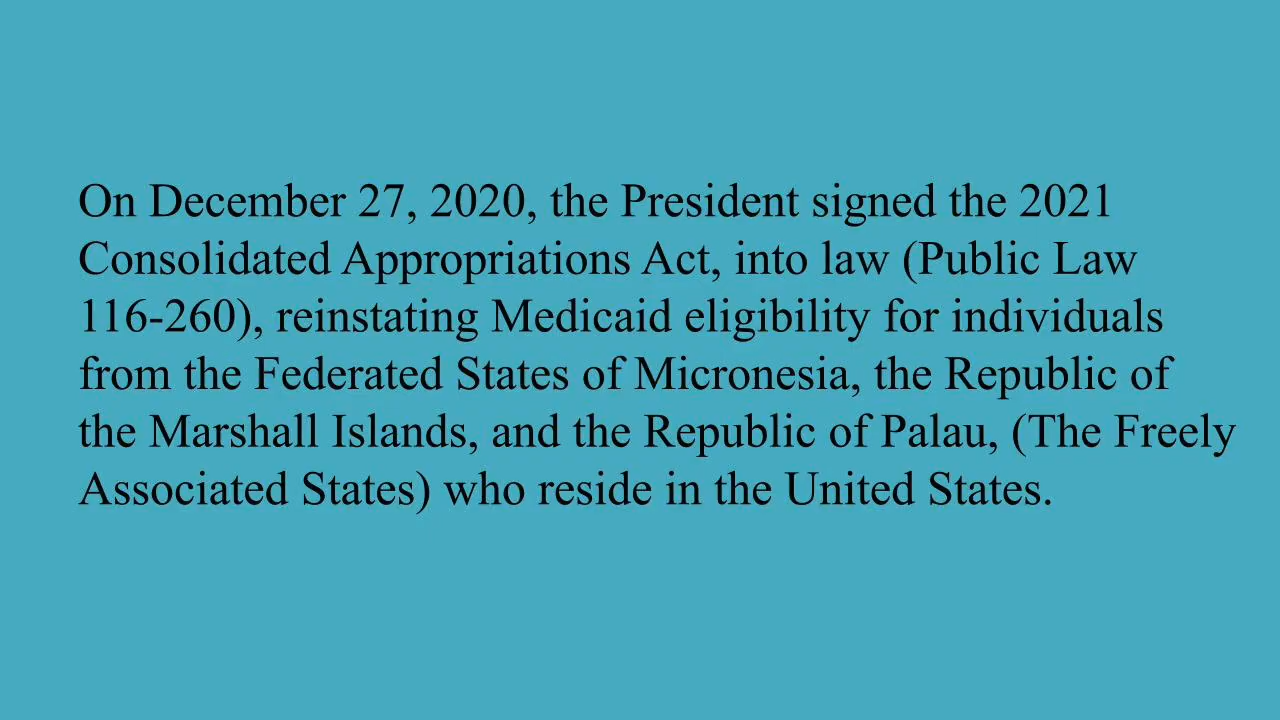 On December 27, 2020, the President signed the 2021
Consolidated Appropriations Act, into law (Public Law
116-260), reinstating Medicaid eligibility for individuals
from the Federated States of Micronesia, the Republic of
the Marshall Islands, and the Republic of Palau, (The Freely
Associated States) who reside in the United States.